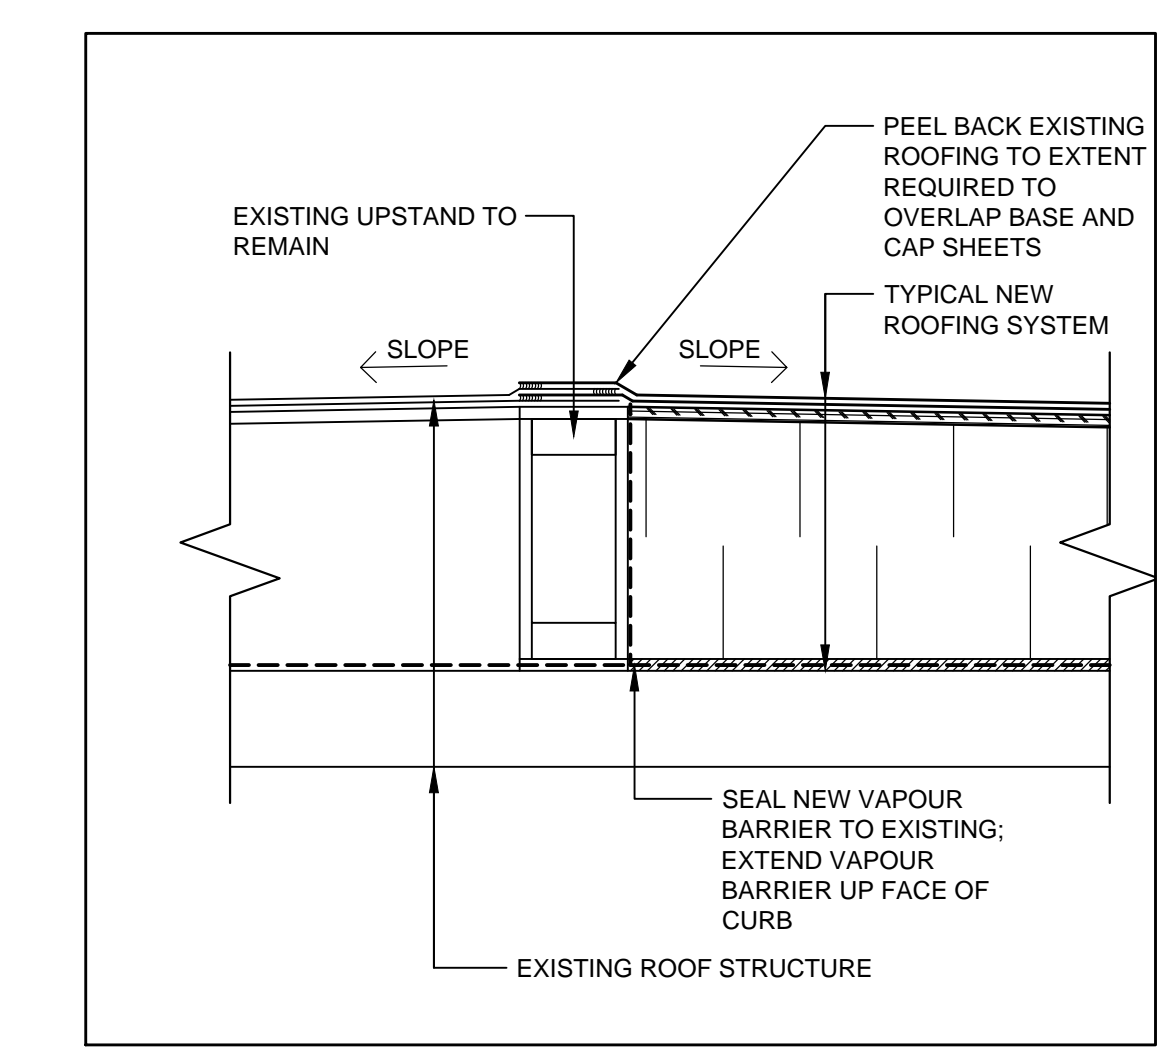 PEEL BACK EXISTING
ROOFING TO EXTENT
REQUIRED TO
OVERLAP BASE AND
CAP SHEETS
EXISTING UPSTAND TO
REMAIN
TYPICAL NEW
ROOFING SYSTEM
SLOPE
SLOPE
SEAL NEW VAPOUR
BARRIER TO EXISTING;
EXTEND VAPOUR
BARRIER UP FACE OF
CURB
EXISTING ROOF STRUCTURE